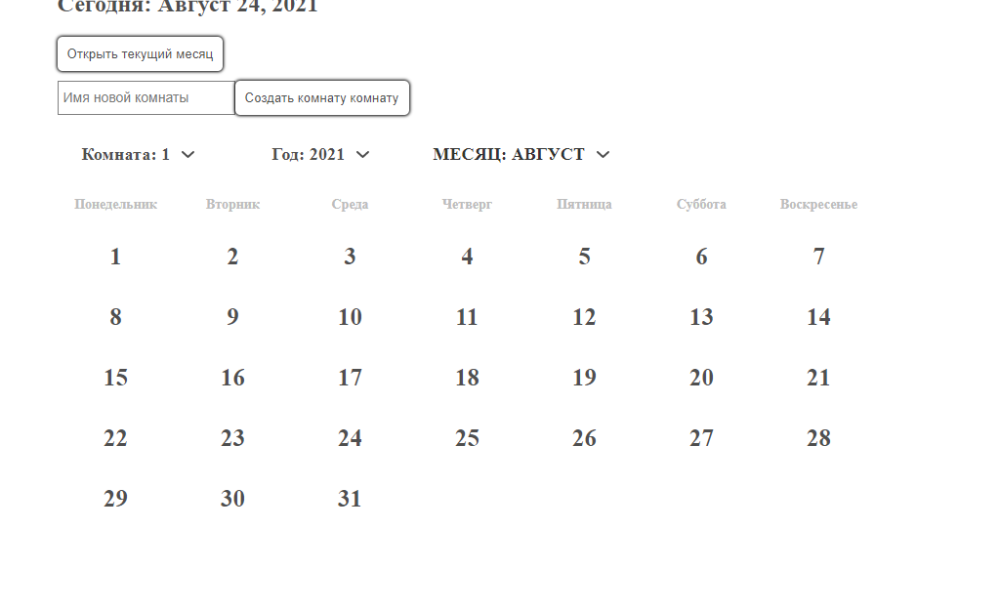 Сегодня: Август 24, 2021
Открыть текущий месяц
Имя новой комнаты Создать комнату комнату
Комната: 1 Год: 2021 МЕСЯЦ: АВГУСТ
Понедельник Вторник Среда Четверг Пятница Суббота Воскресенье
1 2 3 4 5 6 7
8 9 10 11 12 13 14
15 16 17 18 19 20 21
22 23 24 25 26 27 28
29 30 31